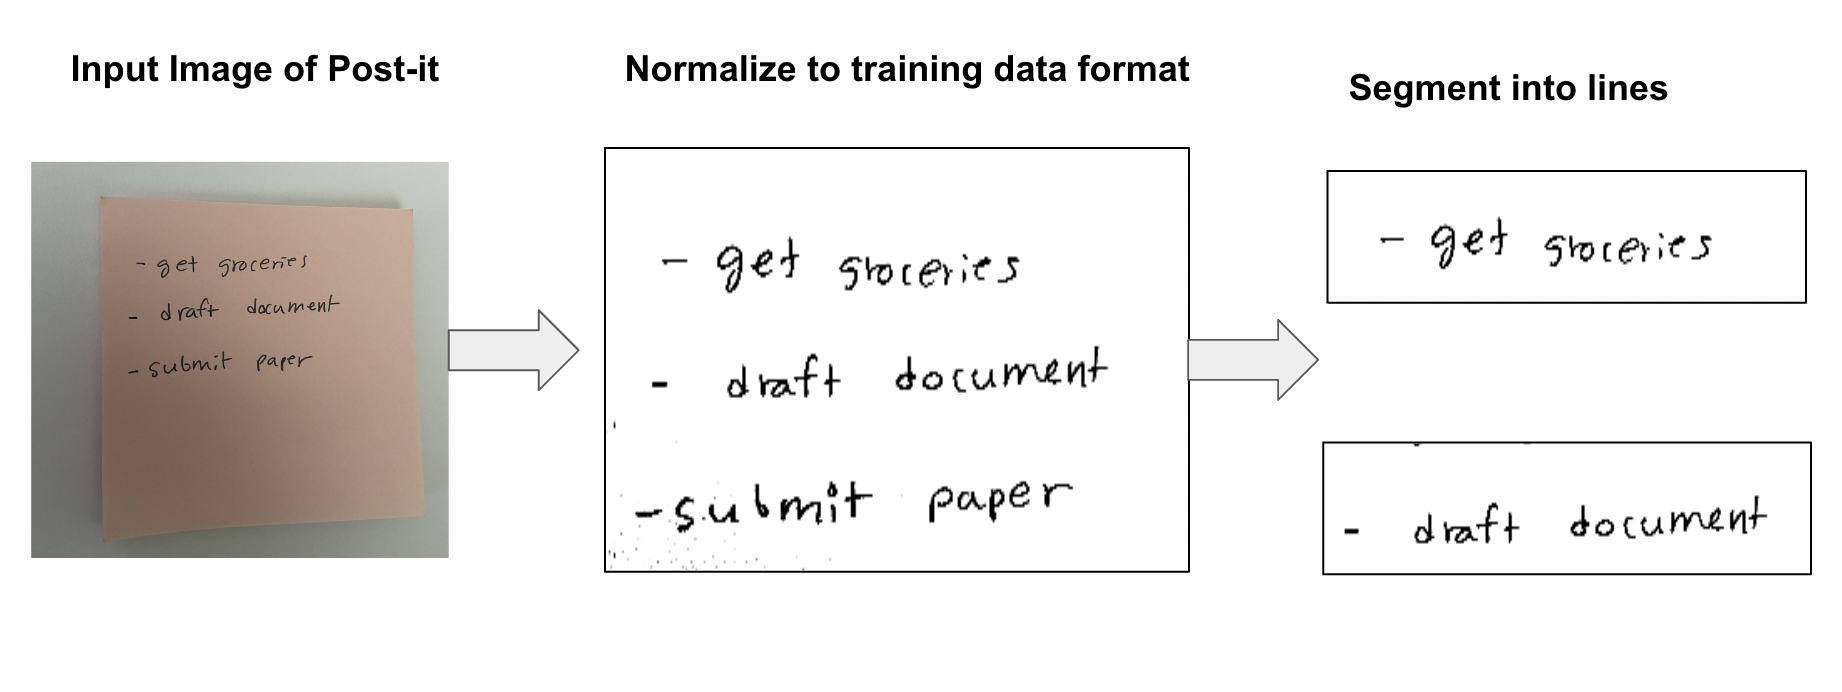 Input Image of Post-it
- get groceries
- draft document
- submit paper
Normalize to training data format
- get groceries
- draft document
- submit paper
Segment into lines
- get groceries
- draft document